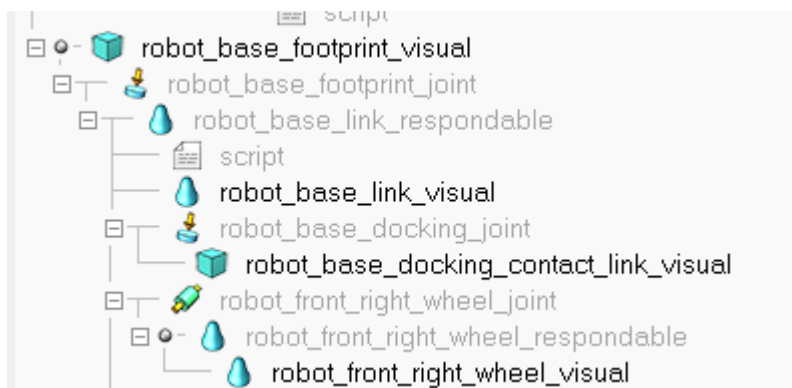 script
robot_base_footprint_visual
robot_base_footprint_joint
robot_base_link_respondable
script
robot_base_link_visual
robot_base_docking_joint
robot_base_docking_contact_link_visual
robot_front_right_wheel_joint
robot_front_right_wheel_respondable
robot_front_right_wheel_visual